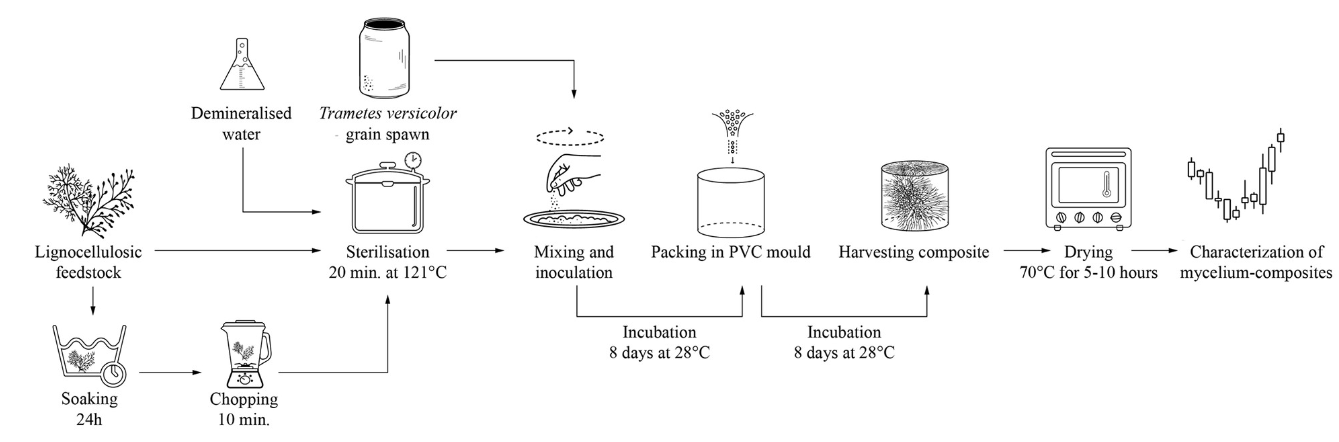 Demineralised
water
Trametes versicolor
grain spawn
Lignocellulosic
feedstock
Sterilisation
20 min. at 121°C
Mixing and
inoculation
Packing in PVC mould
Harvesting composite
Drying
70°C for 5-10 hours
Characterization of
mycelium-composites
Incubation
8 days at 28°C
Incubation
8 days at 28°C
Soaking
24h
Chopping
10 min.